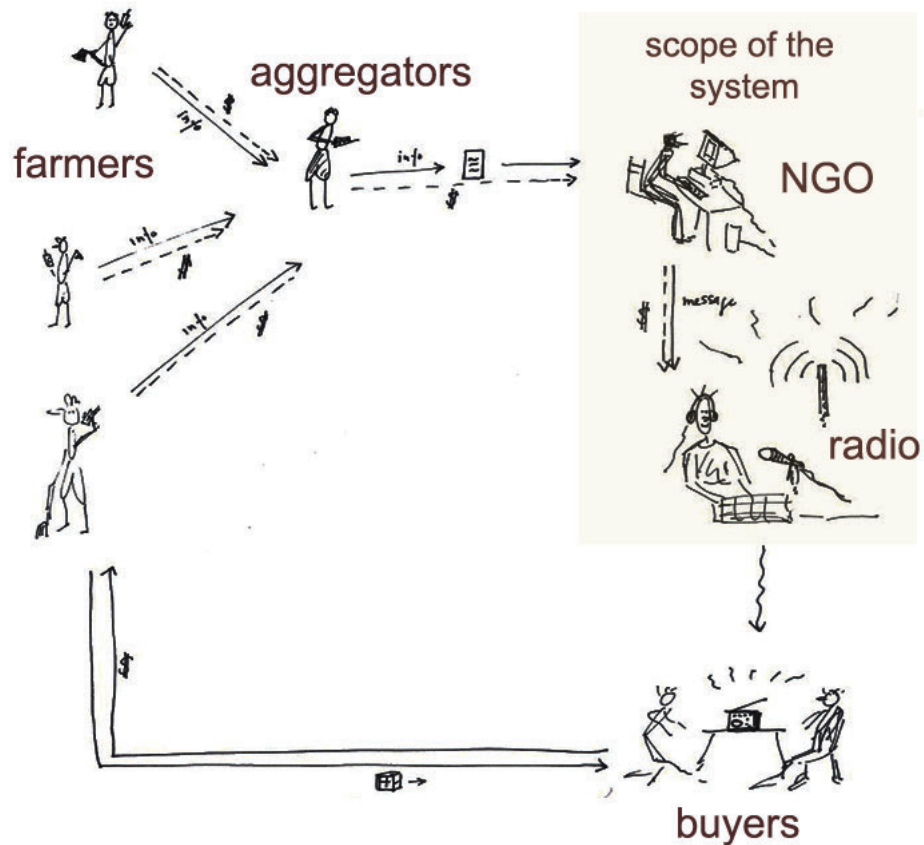 aggregators
farmers
scope of the
system
NGO
radio
buyers
info
$
info
info
info
$
message